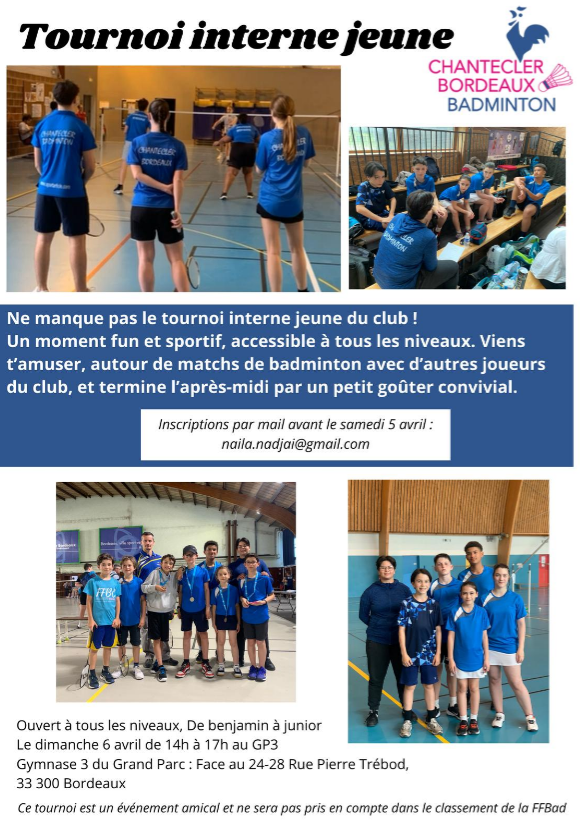 Tournoi interne jeune
CHANTECLER
BORDEAUX
BADMINTON
CHANTECLER
BORDEAUX
Ne manque pas le tournoi interne jeune du club !
Un moment fun et sportif, accessible à tous les niveaux. Viens
t’amuser, autour de matchs de badminton avec d’autres joueurs
du club, et termine l’après-midi par un petit goûter convivial.
Inscriptions par mail avant le samedi 5 avril :
naila.nadjai@gmail.com
Ouvert à tous les niveaux, De benjamin à junior
Le dimanche 6 avril de 14h à 17h au GP3
Gymnase 3 du Grand Parc : Face au 24-28 Rue Pierre Trébod,
33 300 Bordeaux
Ce tournoi est un événement amical et ne sera pas pris en compte dans le classement de la FFBad